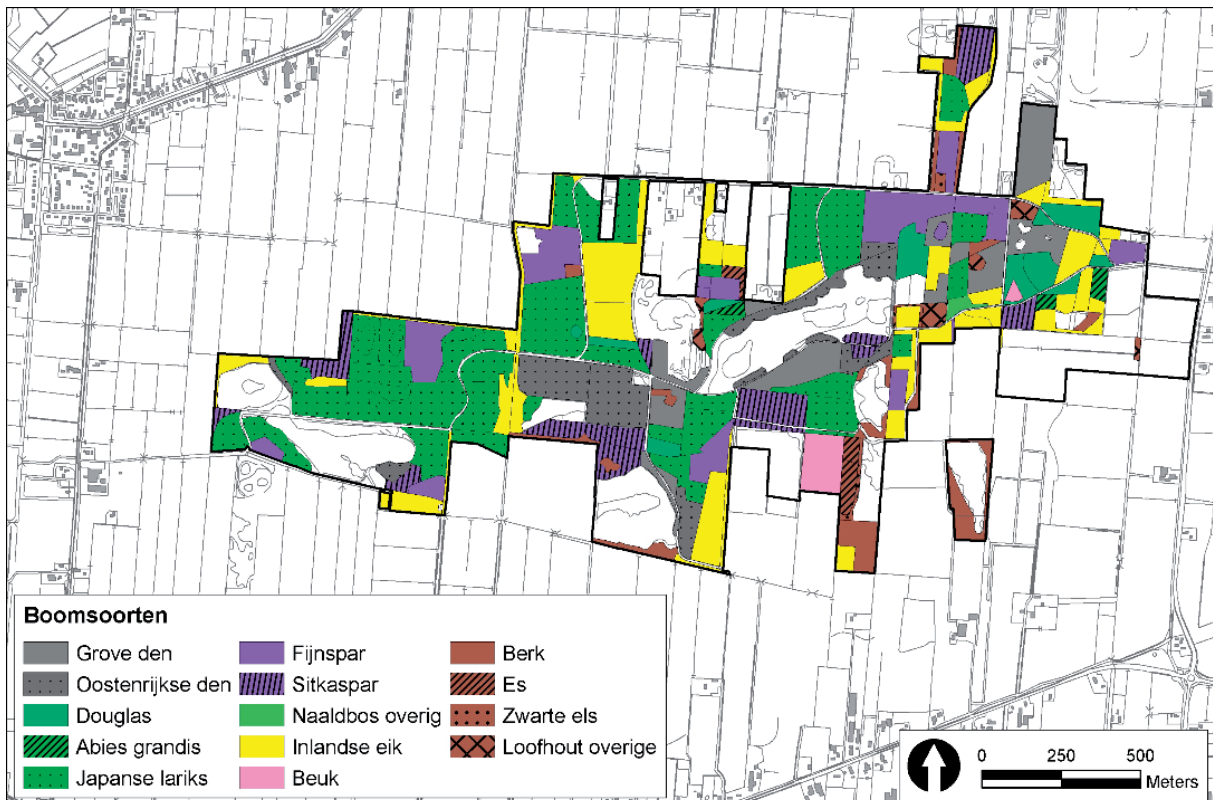 Boomsoorten
Grove den
Oostenrijkse den
Douglas
Abies grandis
Japanse lariks
Fijnspar
Sitkaspar
Naaldbos overig
Inlandse eik
Beuk
Berk
Es
Zwarte els
Loofhout overige
0 250 500
Meters